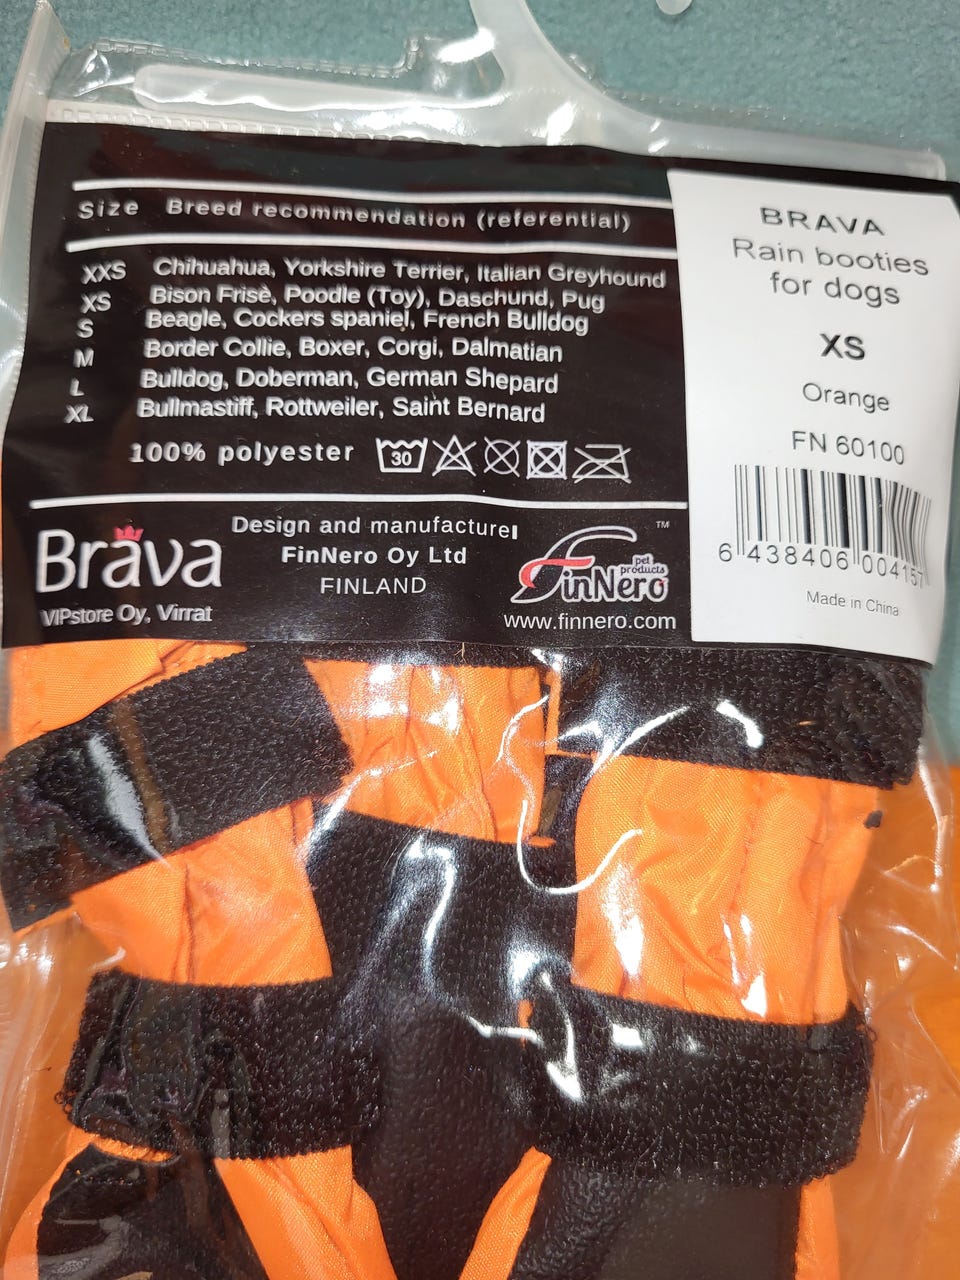 Size Breed recommendation (referential)
XXS Chihuahua, Yorkshire Terrier, Italian Greyhound
XS Bison Frisè, Poodle (Toy), Daschund, Pug
S Beagle, Cockers spaniel, French Bulldog
M Border Collie, Boxer, Corgi, Dalmatian
L Bulldog, Doberman, German Shepard
XL Bullmastiff, Rottweiler, Saint Bernard
100% polyester 30
Brava
VIPstore Oy, Virrat
Design and manufacturer
FinNero Oy Ltd
FINLAND
FinNero pet products TM
www.finnero.com
BRAVA
Rain booties
for dogs
XS
Orange
FN 60100
6 438406 004157
Made in China